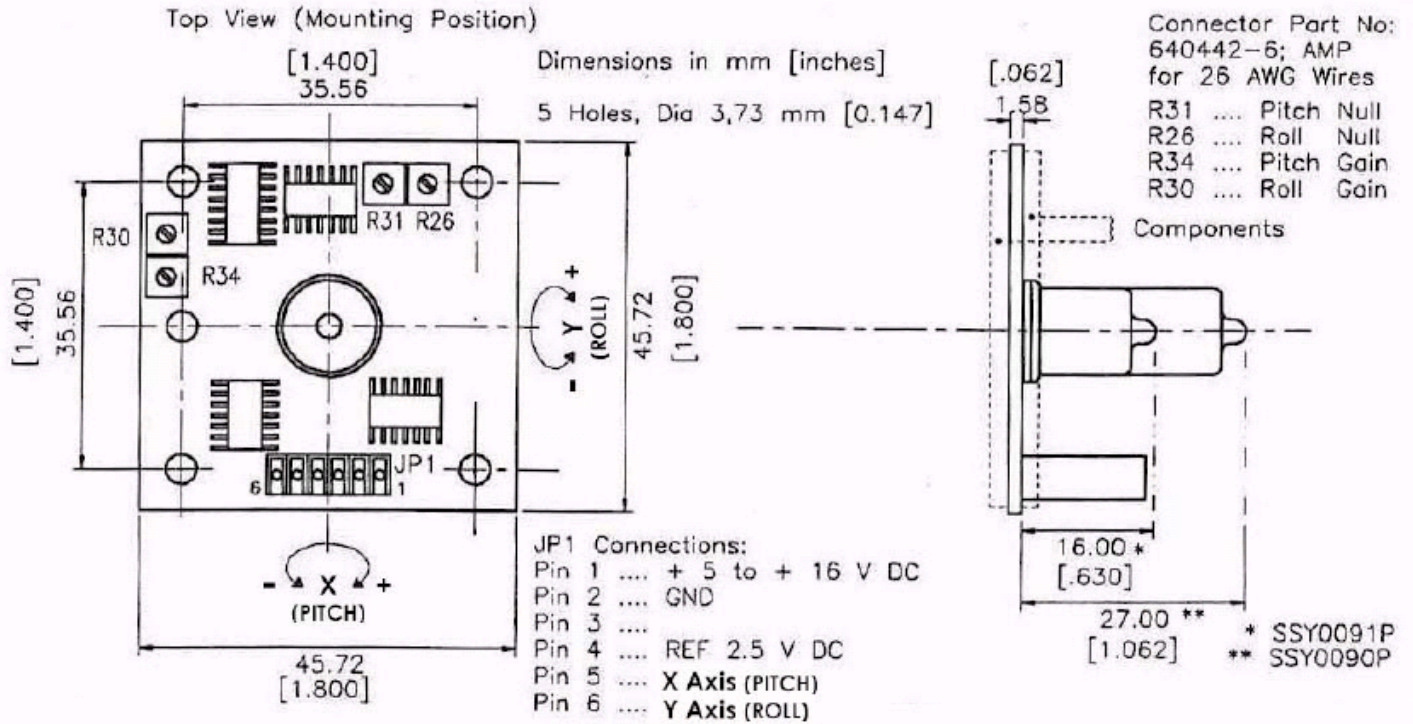 Top View (Mounting Position)
[1.400]
35.56
Dimensions in mm [inches]
5 Holes, Dia 3,73 mm [0.147]
[.062]
1.58
Connector Part No:
640442-6; AMP
for 26 AWG Wires
R31 .... Pitch Null
R26 .... Roll Null
R34 .... Pitch Gain
R30 .... Roll Gain
Components
R31 R26
R30
R34
[1.400]
35.56
+
Y
(ROLL)
-
45.72
[1.800]
JP1
6
1
- X +
(PITCH)
45.72
[1.800]
JP1 Connections:
Pin 1 .... + 5 to + 16 V DC
Pin 2 .... GND
Pin 3 ....
Pin 4 .... REF 2.5 V DC
Pin 5 .... X Axis (PITCH)
Pin 6 .... Y Axis (ROLL)
16.00 *
[.630]
27.00 **
[1.062]
* SSY0091P
** SSY0090P